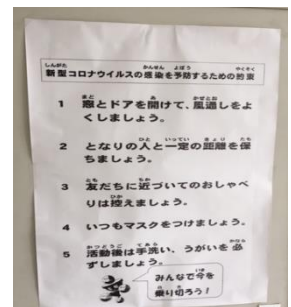 新型コロナウイルスの感染を予防するための約束
1 窓とドアを開けて、風通しをよ
くしましょう。
2 となりの人と一定の距離を保
ちましょう。
3 友だちに近づいてのおしゃべ
りは控えましょう。
4 いつもマスクをつけましょう。
5 活動後は手洗い、うがいを必
ずしましょう。
みんなで今を
乗り切ろう！